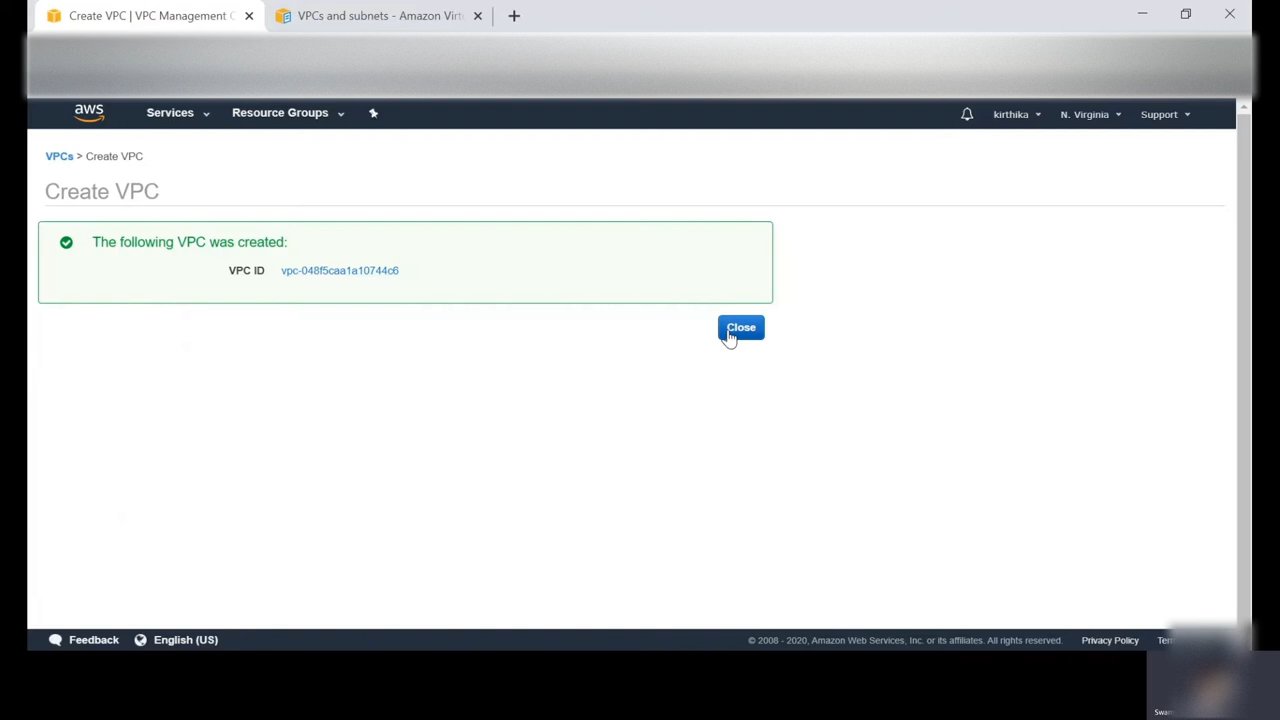 Create VPC | VPC Management C
VPCs and subnets - Amazon Virtu
aws
Services
Resource Groups
kirthika
N. Virginia
Support
VPCs > Create VPC
Create VPC
The following VPC was created:
VPC ID vpc-048f5caa1a10744c6
Close
Feedback
English (US)
© 2008 - 2020, Amazon Web Services, Inc. or its affiliates. All rights reserved.
Privacy Policy